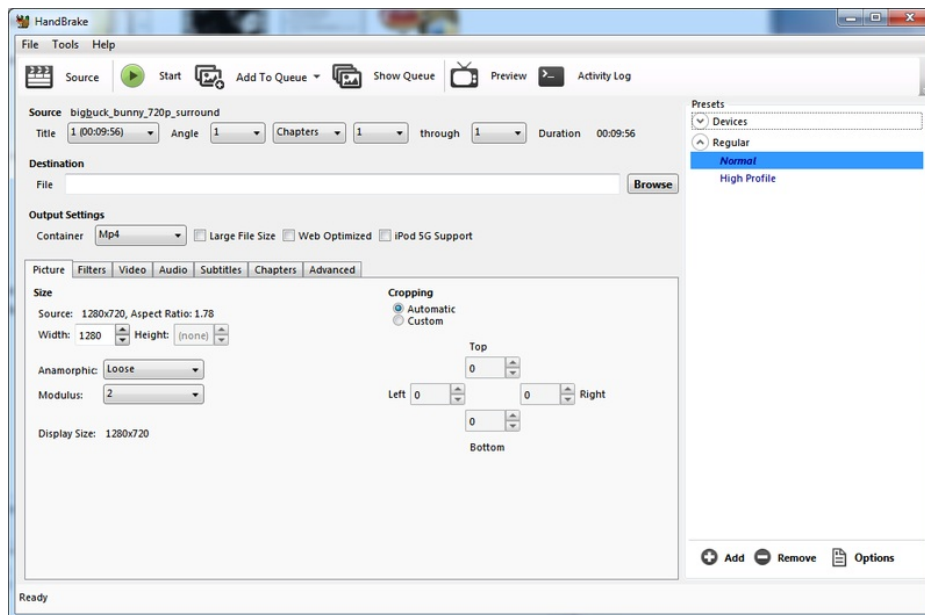 HandBrake
File Tools Help
Source Start Add To Queue Show Queue Preview Activity Log
Source bigbuck_bunny_720p_surround
Title 1 (00:09:56) Angle 1 Chapters 1 through 1 Duration 00:09:56
Destination
File Browse
Output Settings
Container Mp4 Large File Size Web Optimized iPod 5G Support
Picture Filters Video Audio Subtitles Chapters Advanced
Size
Source: 1280x720, Aspect Ratio: 1.78
Width: 1280 Height: (none)
Anamorphic: Loose
Modulus: 2
Display Size: 1280x720
Cropping
Automatic
Custom
Top
0
Left 0 0 Right
0
Bottom
Presets
Devices
Regular
Normal
High Profile
Add Remove Options
Ready